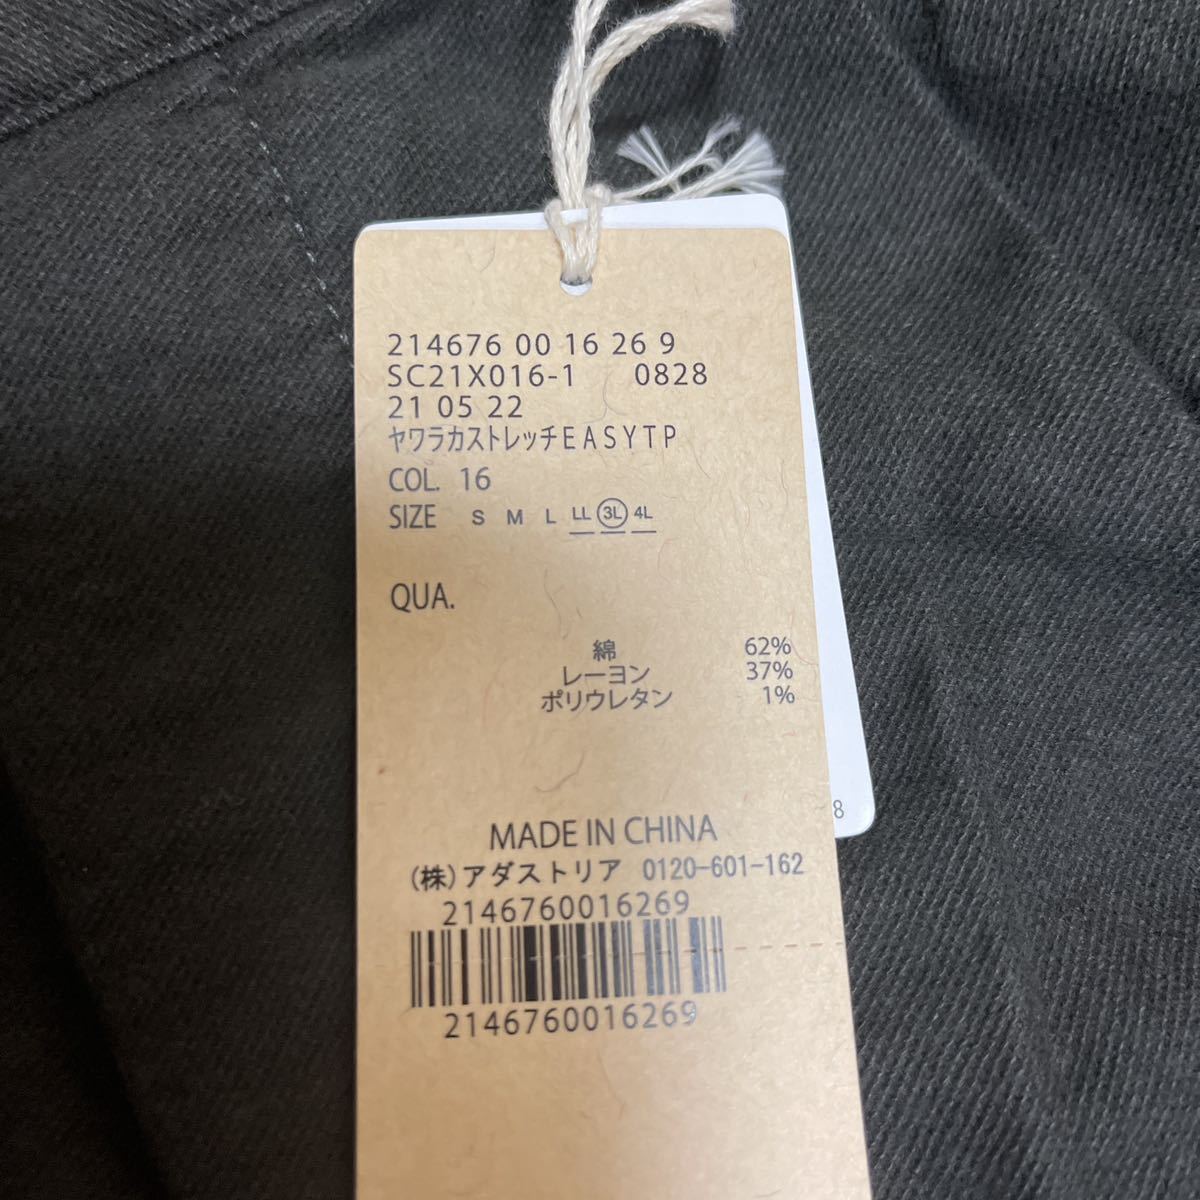 214676 00 16 26 9
SC21X016-1 0828
21 05 22
ヤワラカストレッチEASYTP
COL. 16
SIZE S M L LL 3L 4L
QUA.
綿 62%
レーヨン 37%
ポリウレタン 1%
8
MADE IN CHINA
(株)アダストリア 0120-601-162
2146760016269
2146760016269